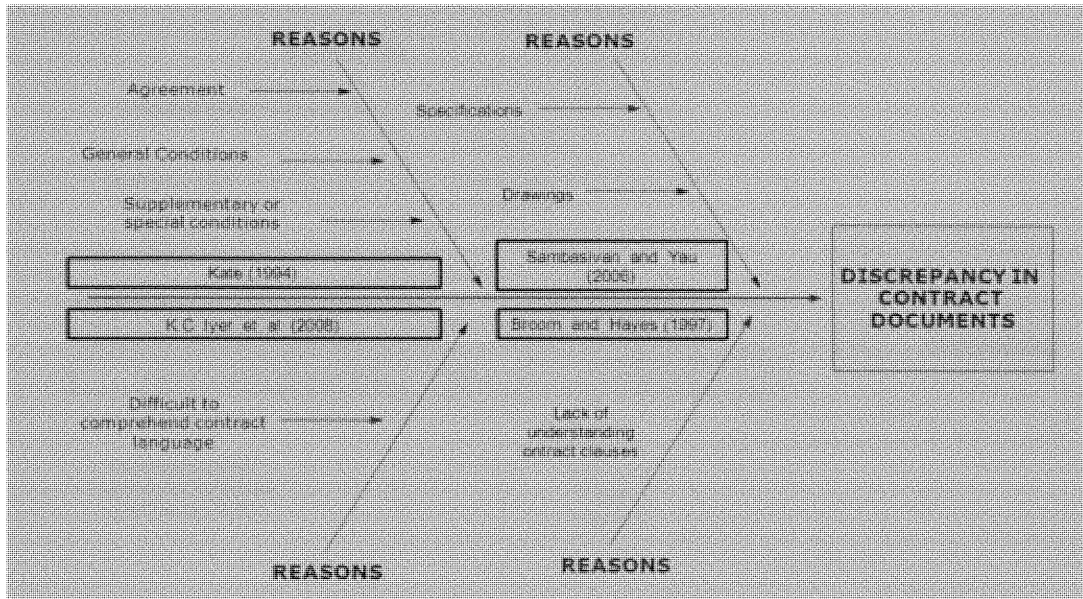 REASONS
REASONS
Agreement
Specifications
General Conditions
Drawings
Supplementary or
special conditions
Kate (1994)
Sambasivan and Yau
(2006)
DISCREPANCY IN
CONTRACT
DOCUMENTS
K.C. Iyer et al (2008)
Broom and Hayes (1997)
Difficult to
comprehend contract
language
Lack of
understanding
ontract clauses
REASONS
REASONS